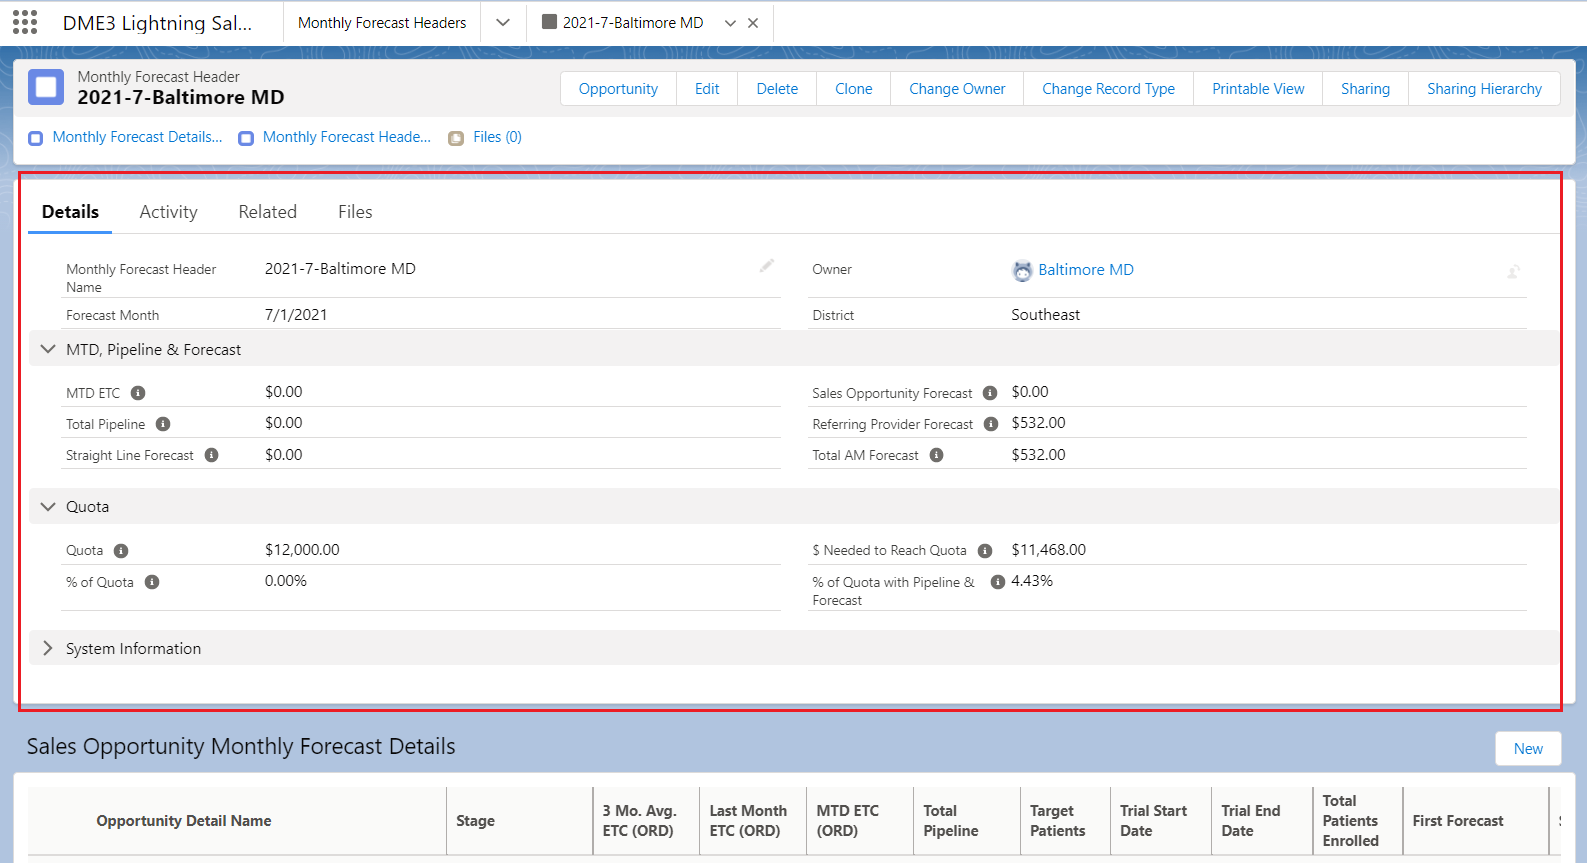 DME3 Lightning Sal...
Monthly Forecast Headers
2021-7-Baltimore MD
Monthly Forecast Header
2021-7-Baltimore MD
Opportunity
Edit
Delete
Clone
Change Owner
Change Record Type
Printable View
Sharing
Sharing Hierarchy
Monthly Forecast Details...
Monthly Forecast Heade...
Files (0)
Details
Activity
Related
Files
Monthly Forecast Header
Name
2021-7-Baltimore MD
Owner
Baltimore MD
Forecast Month
7/1/2021
District
Southeast
MTD, Pipeline & Forecast
MTD ETC
$0.00
Sales Opportunity Forecast
$0.00
Total Pipeline
$0.00
Referring Provider Forecast
$532.00
Straight Line Forecast
$0.00
Total AM Forecast
$532.00
Quota
Quota
$12,000.00
$ Needed to Reach Quota
$11,468.00
% of Quota
0.00%
% of Quota with Pipeline &
Forecast
4.43%
System Information
Sales Opportunity Monthly Forecast Details
New
Opportunity Detail Name
Stage
3 Mo. Avg.
ETC (ORD)
Last Month
ETC (ORD)
MTD ETC
(ORD)
Total
Pipeline
Target
Patients
Trial Start
Date
Trial End
Date
Total
Patients
Enrolled
First Forecast